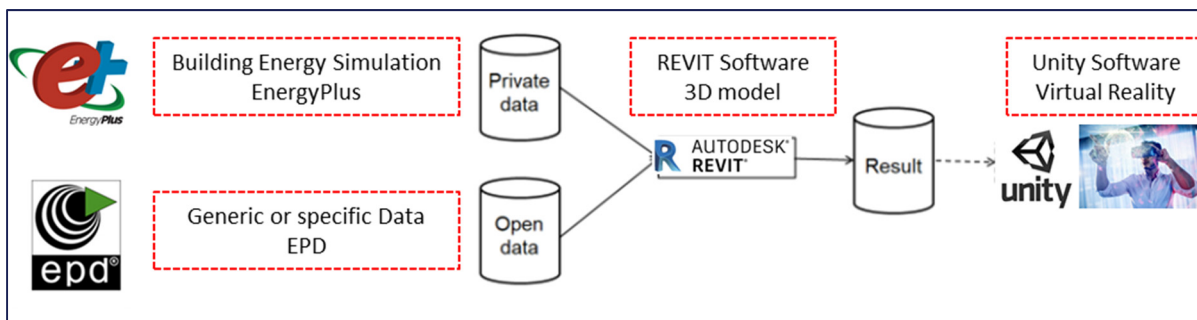 Building Energy Simulation
EnergyPlus
EnergyPlus
Private
data
REVIT Software
3D model
Unity Software
Virtual Reality
AUTODESK®
REVIT®
Result
unity
Generic or specific Data
EPD
Open
data
epd®